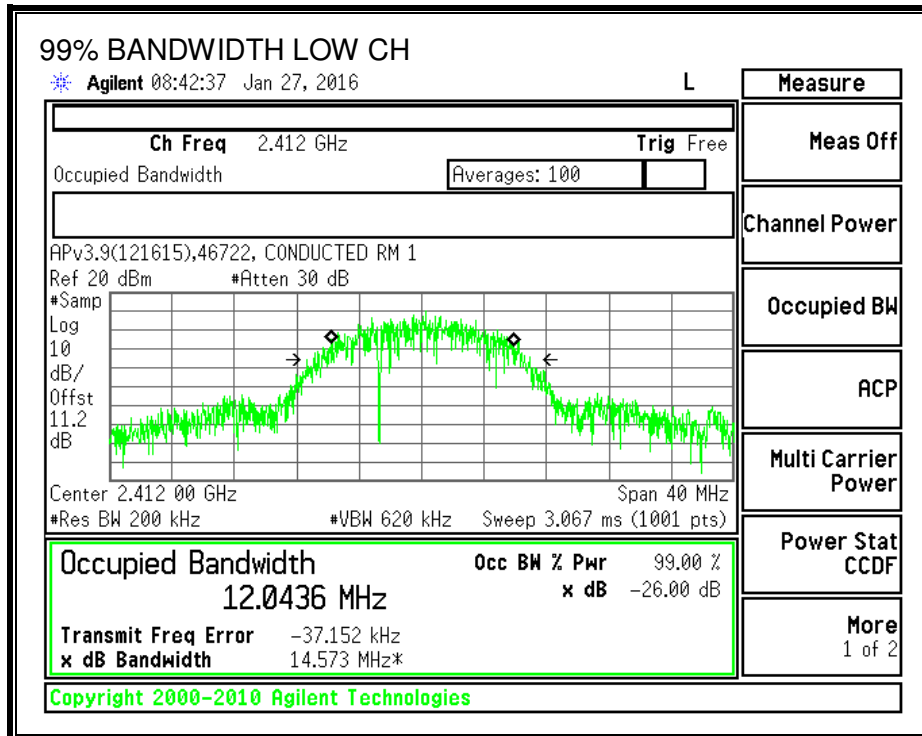 99% BANDWIDTH LOW CH
Agilent 08:42:37 Jan 27, 2016 L
Ch Freq 2.412 GHz Trig Free
Occupied Bandwidth Averages: 100
APv3.9(121615),46722, CONDUCTED RM 1
Ref 20 dBm #Atten 30 dB
#Samp
Log
10
dB/
Offst
11.2
dB
Center 2.412 00 GHz Span 40 MHz
#Res BW 200 kHz #VBW 620 kHz Sweep 3.067 ms (1001 pts)
Occupied Bandwidth Occ BW % Pwr 99.00 %
12.0436 MHz x dB -26.00 dB
Transmit Freq Error -37.152 kHz
x dB Bandwidth 14.573 MHz*
Copyright 2000-2010 Agilent Technologies
Measure
Meas Off
Channel Power
Occupied BW
ACP
Multi Carrier
Power
Power Stat
CCDF
More
1 of 2